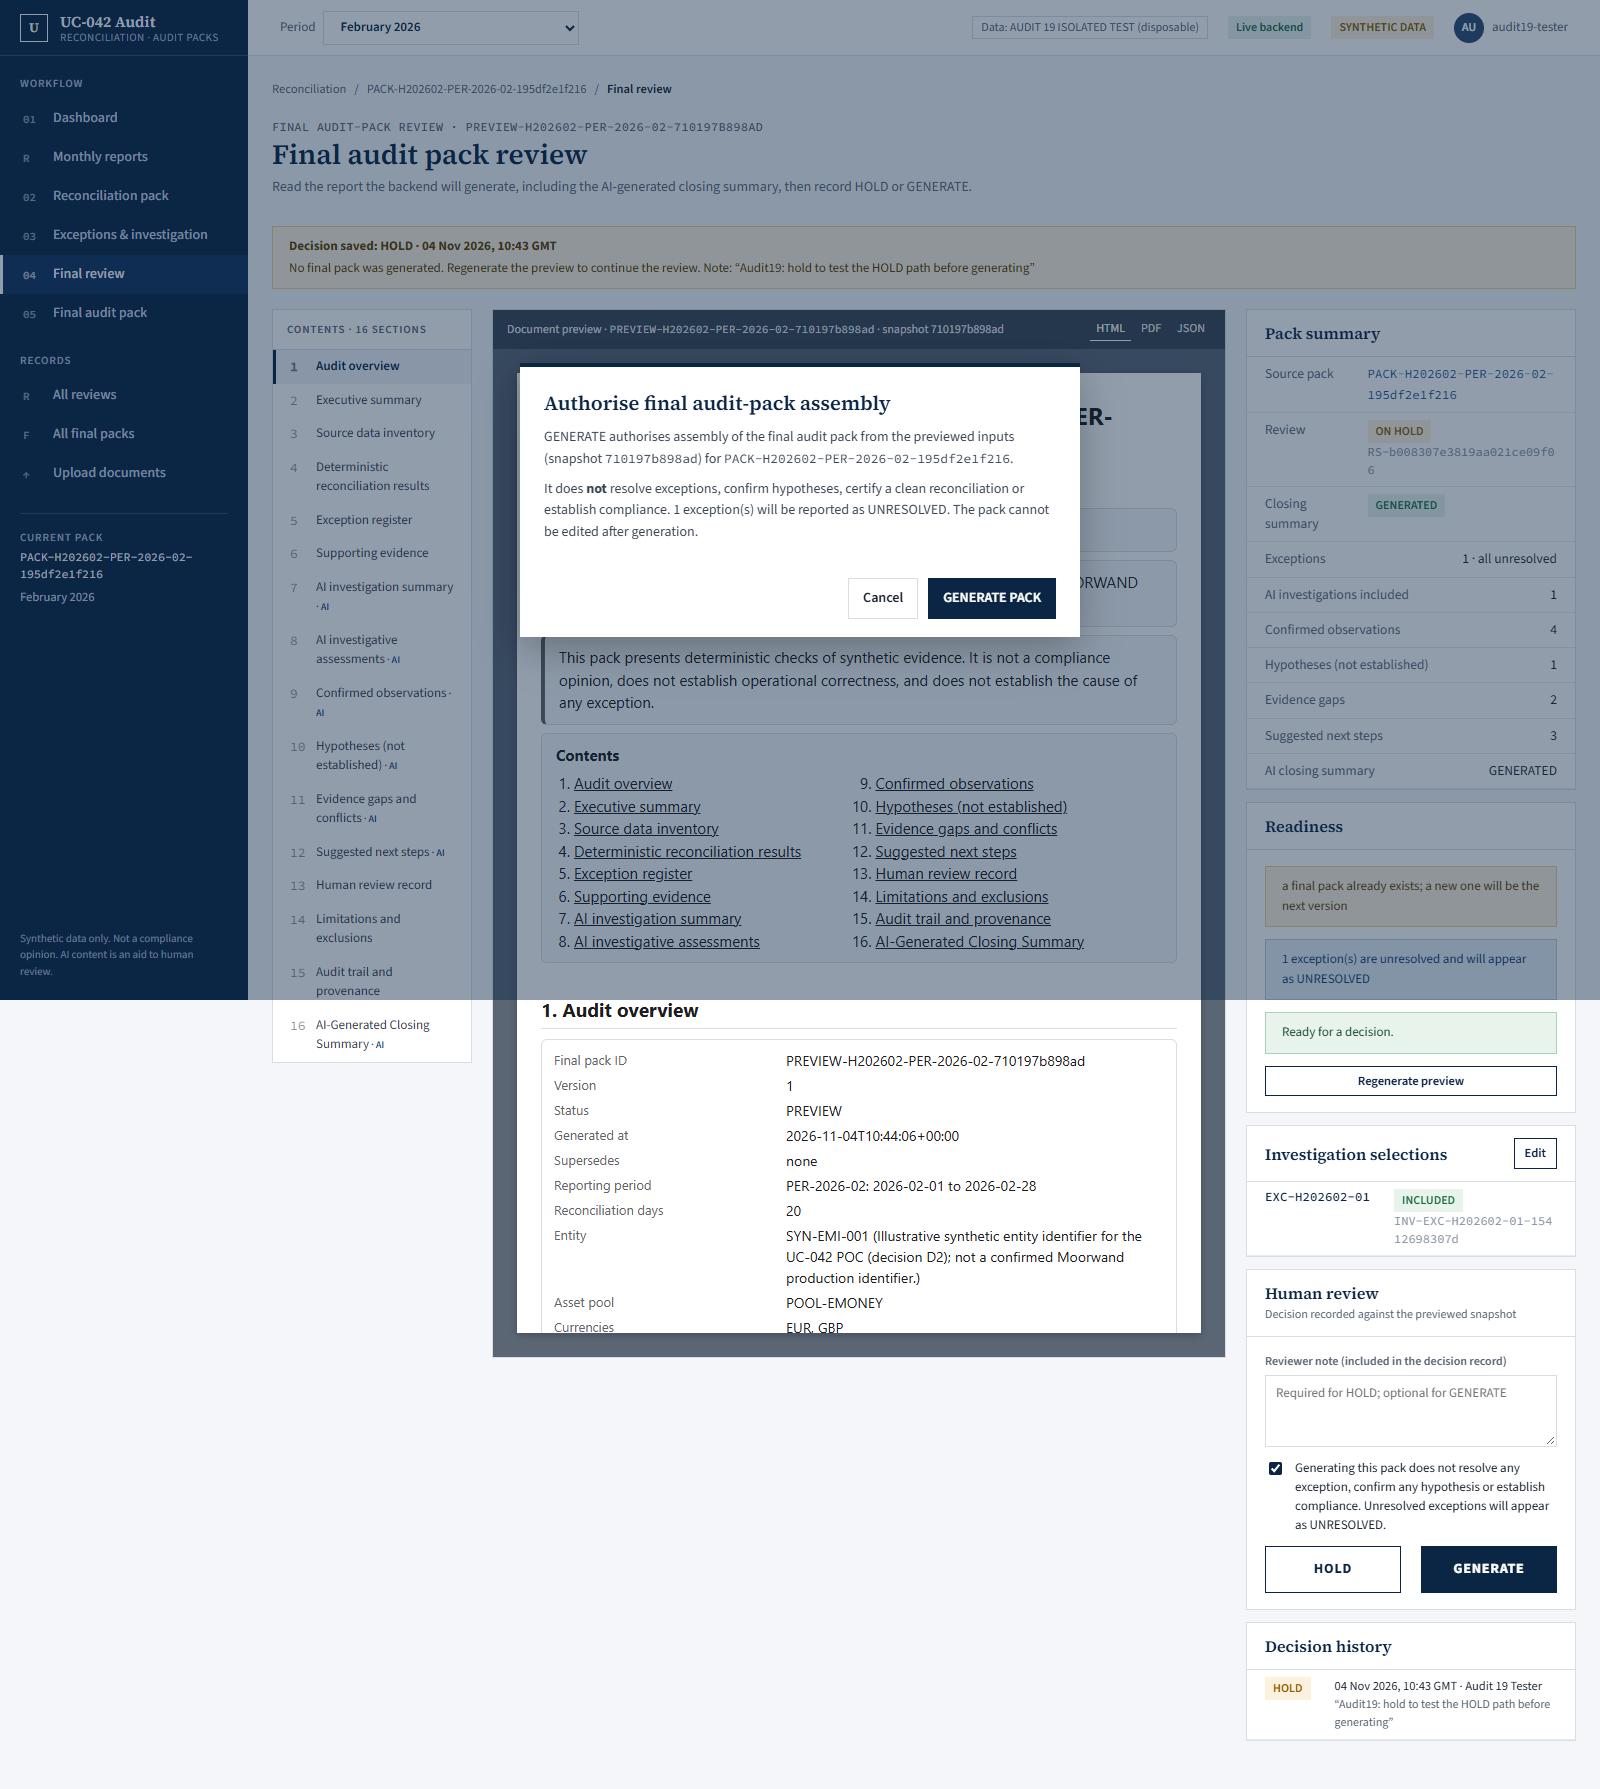 U
UC-042 Audit
RECONCILIATION · AUDIT PACKS
Period
February 2026
Data: AUDIT 19 ISOLATED TEST (disposable)
Live backend
SYNTHETIC DATA
AU
audit19-tester
WORKFLOW
01 Dashboard
R Monthly reports
02 Reconciliation pack
03 Exceptions & investigation
04 Final review
05 Final audit pack
RECORDS
R All reviews
F All final packs
↑ Upload documents
CURRENT PACK
PACK-H202602-PER-2026-02-
195df2e1f216
February 2026
Synthetic data only. Not a compliance
opinion. AI content is an aid to human
review.
Reconciliation / PACK-H202602-PER-2026-02-195df2e1f216 / Final review
FINAL AUDIT-PACK REVIEW · PREVIEW-H202602-PER-2026-02-710197B898AD
Final audit pack review
Read the report the backend will generate, including the AI-generated closing summary, then record HOLD or GENERATE.
Decision saved: HOLD · 04 Nov 2026, 10:43 GMT
No final pack was generated. Regenerate the preview to continue the review. Note: “Audit19: hold to test the HOLD path before generating”
CONTENTS · 16 SECTIONS
1 Audit overview
2 Executive summary
3 Source data inventory
4 Deterministic
reconciliation results
5 Exception register
6 Supporting evidence
7 AI investigation summary
· AI
8 AI investigative
assessments · AI
9 Confirmed observations ·
AI
10 Hypotheses (not
established) · AI
11 Evidence gaps and
conflicts · AI
12 Suggested next steps · AI
13 Human review record
14 Limitations and
exclusions
15 Audit trail and
provenance
16 AI-Generated Closing
Summary · AI
Document preview · PREVIEW-H202602-PER-2026-02-710197b898ad · snapshot 710197b898ad
HTML PDF JSON
ER-
Authorise final audit-pack assembly
GENERATE authorises assembly of the final audit pack from the previewed inputs
(snapshot 710197b898ad) for PACK-H202602-PER-2026-02-195df2e1f216.
It does not resolve exceptions, confirm hypotheses, certify a clean reconciliation or
establish compliance. 1 exception(s) will be reported as UNRESOLVED. The pack cannot
be edited after generation.
Cancel
GENERATE PACK
ORWAND
This pack presents deterministic checks of synthetic evidence. It is not a compliance
opinion, does not establish operational correctness, and does not establish the cause of
any exception.
Contents
1. Audit overview
2. Executive summary
3. Source data inventory
4. Deterministic reconciliation results
5. Exception register
6. Supporting evidence
7. AI investigation summary
8. AI investigative assessments
9. Confirmed observations
10. Hypotheses (not established)
11. Evidence gaps and conflicts
12. Suggested next steps
13. Human review record
14. Limitations and exclusions
15. Audit trail and provenance
16. AI-Generated Closing Summary
1. Audit overview
Final pack ID PREVIEW-H202602-PER-2026-02-710197b898ad
Version 1
Status PREVIEW
Generated at 2026-11-04T10:44:06+00:00
Supersedes none
Reporting period PER-2026-02: 2026-02-01 to 2026-02-28
Reconciliation days 20
Entity SYN-EMI-001 (Illustrative synthetic entity identifier for the
UC-042 POC (decision D2); not a confirmed Moorwand
production identifier.)
Asset pool POOL-EMONEY
Currencies EUR, GBP
Pack summary
Source pack PACK-H202602-PER-2026-02-
195df2e1f216
Review ON HOLD
RS-b008307e3819aa021ce09f0
6
Closing
summary
GENERATED
Exceptions 1 · all unresolved
AI investigations included 1
Confirmed observations 4
Hypotheses (not established) 1
Evidence gaps 2
Suggested next steps 3
AI closing summary GENERATED
Readiness
a final pack already exists; a new one will be the
next version
1 exception(s) are unresolved and will appear
as UNRESOLVED
Ready for a decision.
Regenerate preview
Investigation selections
Edit
EXC-H202602-01 INCLUDED
INV-EXC-H202602-01-154
12698307d
Human review
Decision recorded against the previewed snapshot
Reviewer note (included in the decision record)
Required for HOLD; optional for GENERATE
Generating this pack does not resolve any
exception, confirm any hypothesis or establish
compliance. Unresolved exceptions will appear
as UNRESOLVED.
HOLD
GENERATE
Decision history
HOLD 04 Nov 2026, 10:43 GMT · Audit 19 Tester
“Audit19: hold to test the HOLD path before
generating”